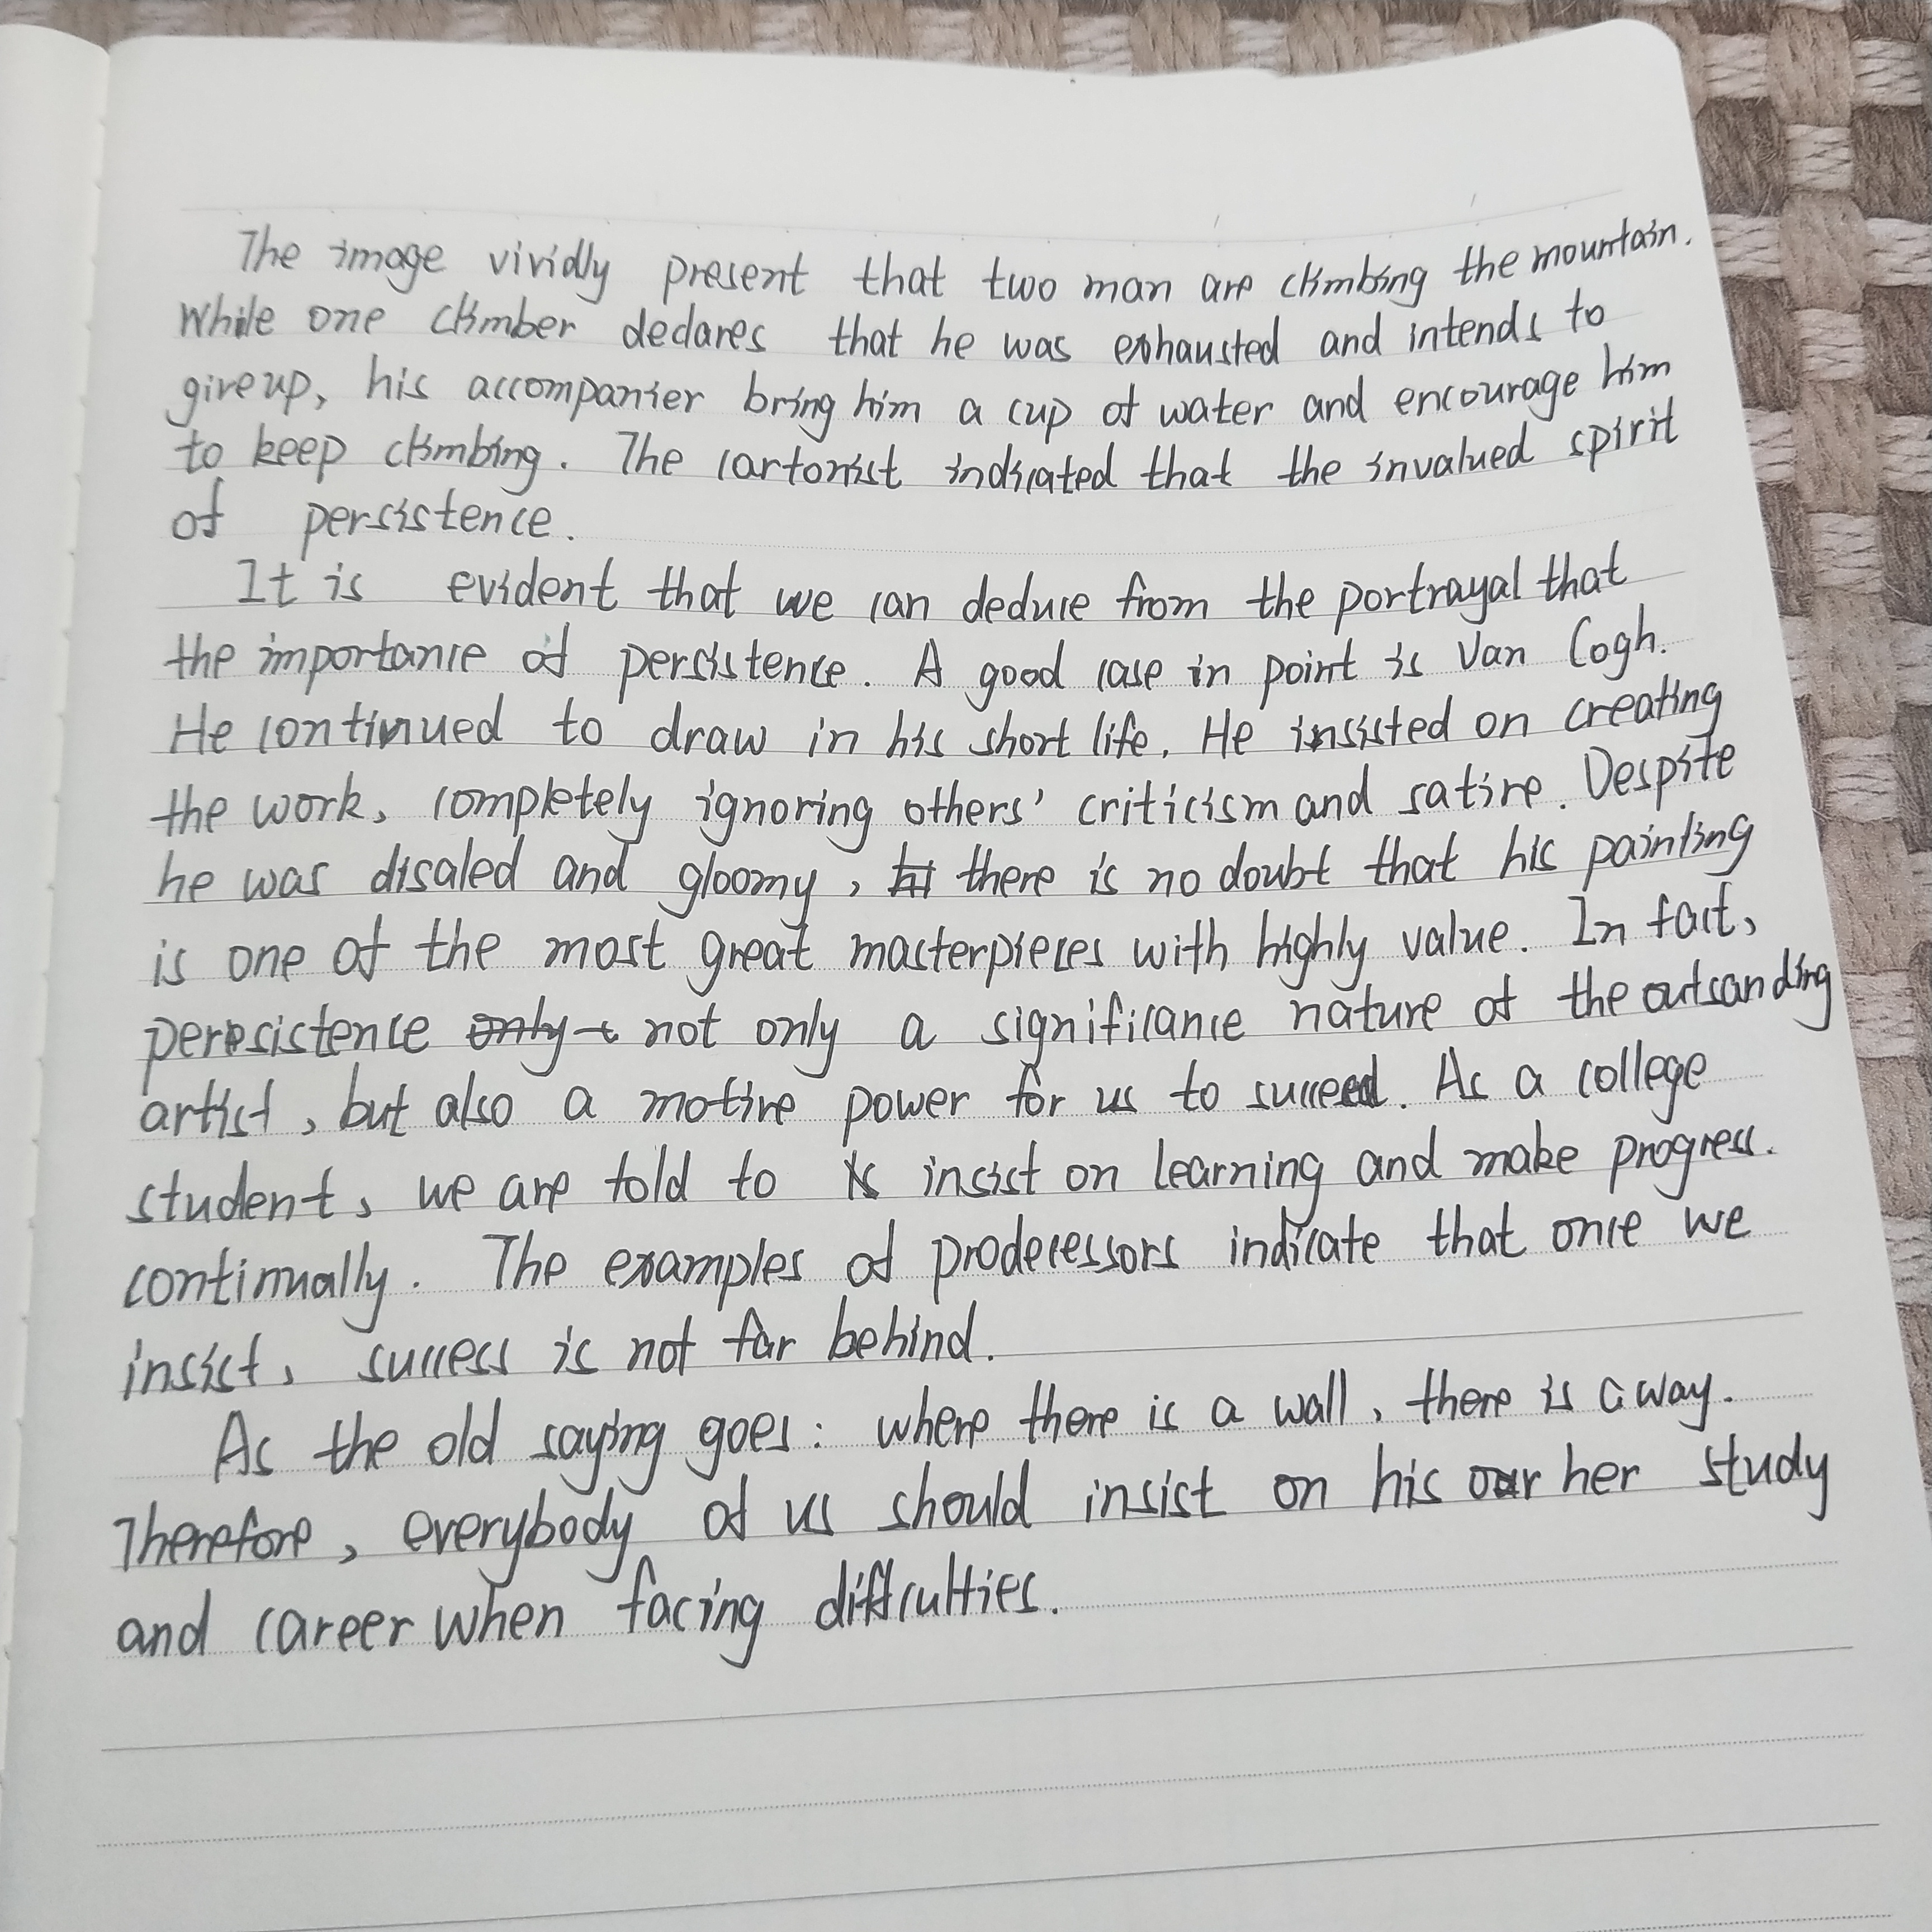 The image vividly present that two man are climbing the mountain.
While one climber declares that he was exhausted and intends to
give up, his accompanier bring him a cup of water and encourage him
to keep climbing. The cartonist indicated that the invalued spirit
of persistence.
It is evident that we can deduce from the portrayal that
the importance of persistence. A good case in point is Van Cogh.
He continued to draw in his short life. He insisted on creating
the work, completely ignoring others' criticism and satire. Despite
he was disaled and gloomy, there is no doubt that his painting
is one of the most great masterpieces with highly value. In fact,
persistence only not only a significance nature of the outsanding
artist, but also a motive power for us to succeed. As a college
student, we are told to insist on learning and make progress.
continually. The examples of prodecessors indicate that once we
insist, success is not far behind.
As the old saying goes: where there is a wall, there is a way.
Therefore, everybody of us should insist on his or her study
and career when facing difficulties.